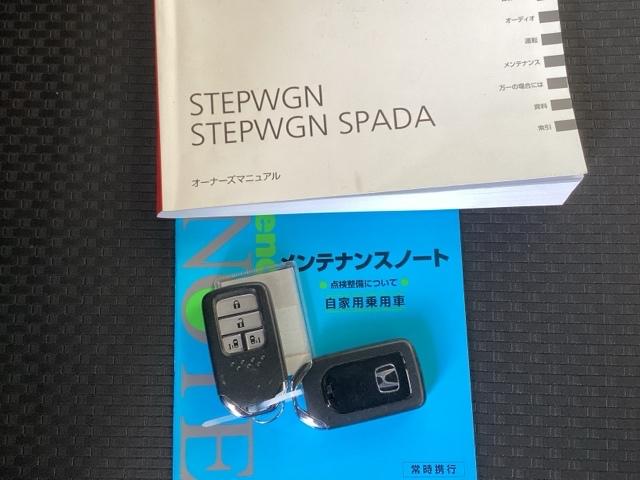 オーディオ
運転
メンテナンス
万一の場合には
資料
索引
STEPWGN
STEPWGN SPADA
オーナーズマニュアル
メンテナンスノート
点検整備について
自家用乗用車
NOTE
常時携行